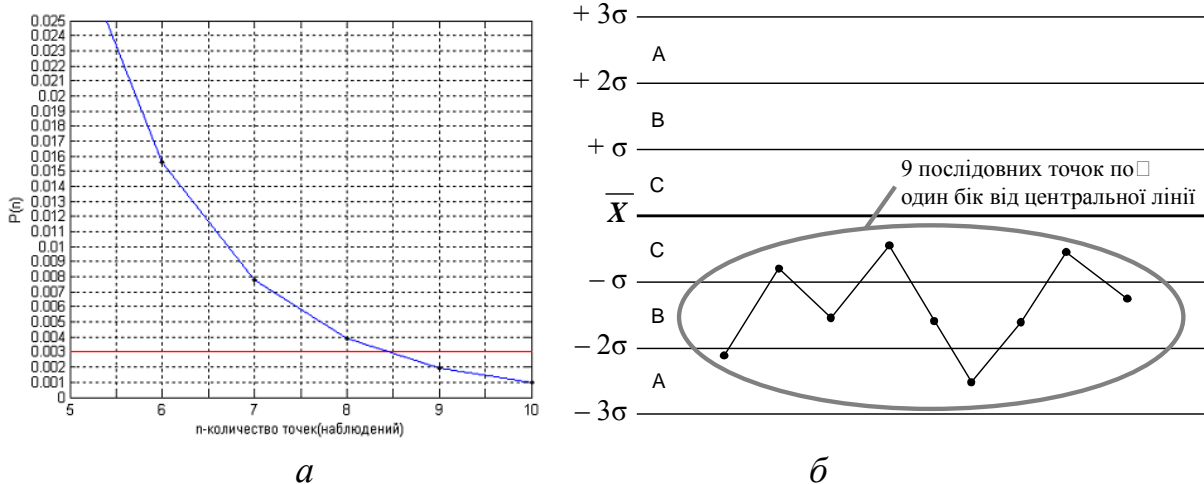 0.025
0.024
0.023
0.022
0.021
0.02
0.019
0.018
0.017
0.016
0.015
0.014
0.013
0.012
0.011
0.01
0.009
0.008
0.007
0.006
0.005
0.004
0.003
0.002
0.001
0
P(n)
5 6 7 8 9 10
n-количество точек(наблюдений)
а
+ 3σ
A
+ 2σ
B
+ σ
C
X
9 послідовних точок по□
один бік від центральної лінії
C
− σ
B
− 2σ
A
− 3σ
б